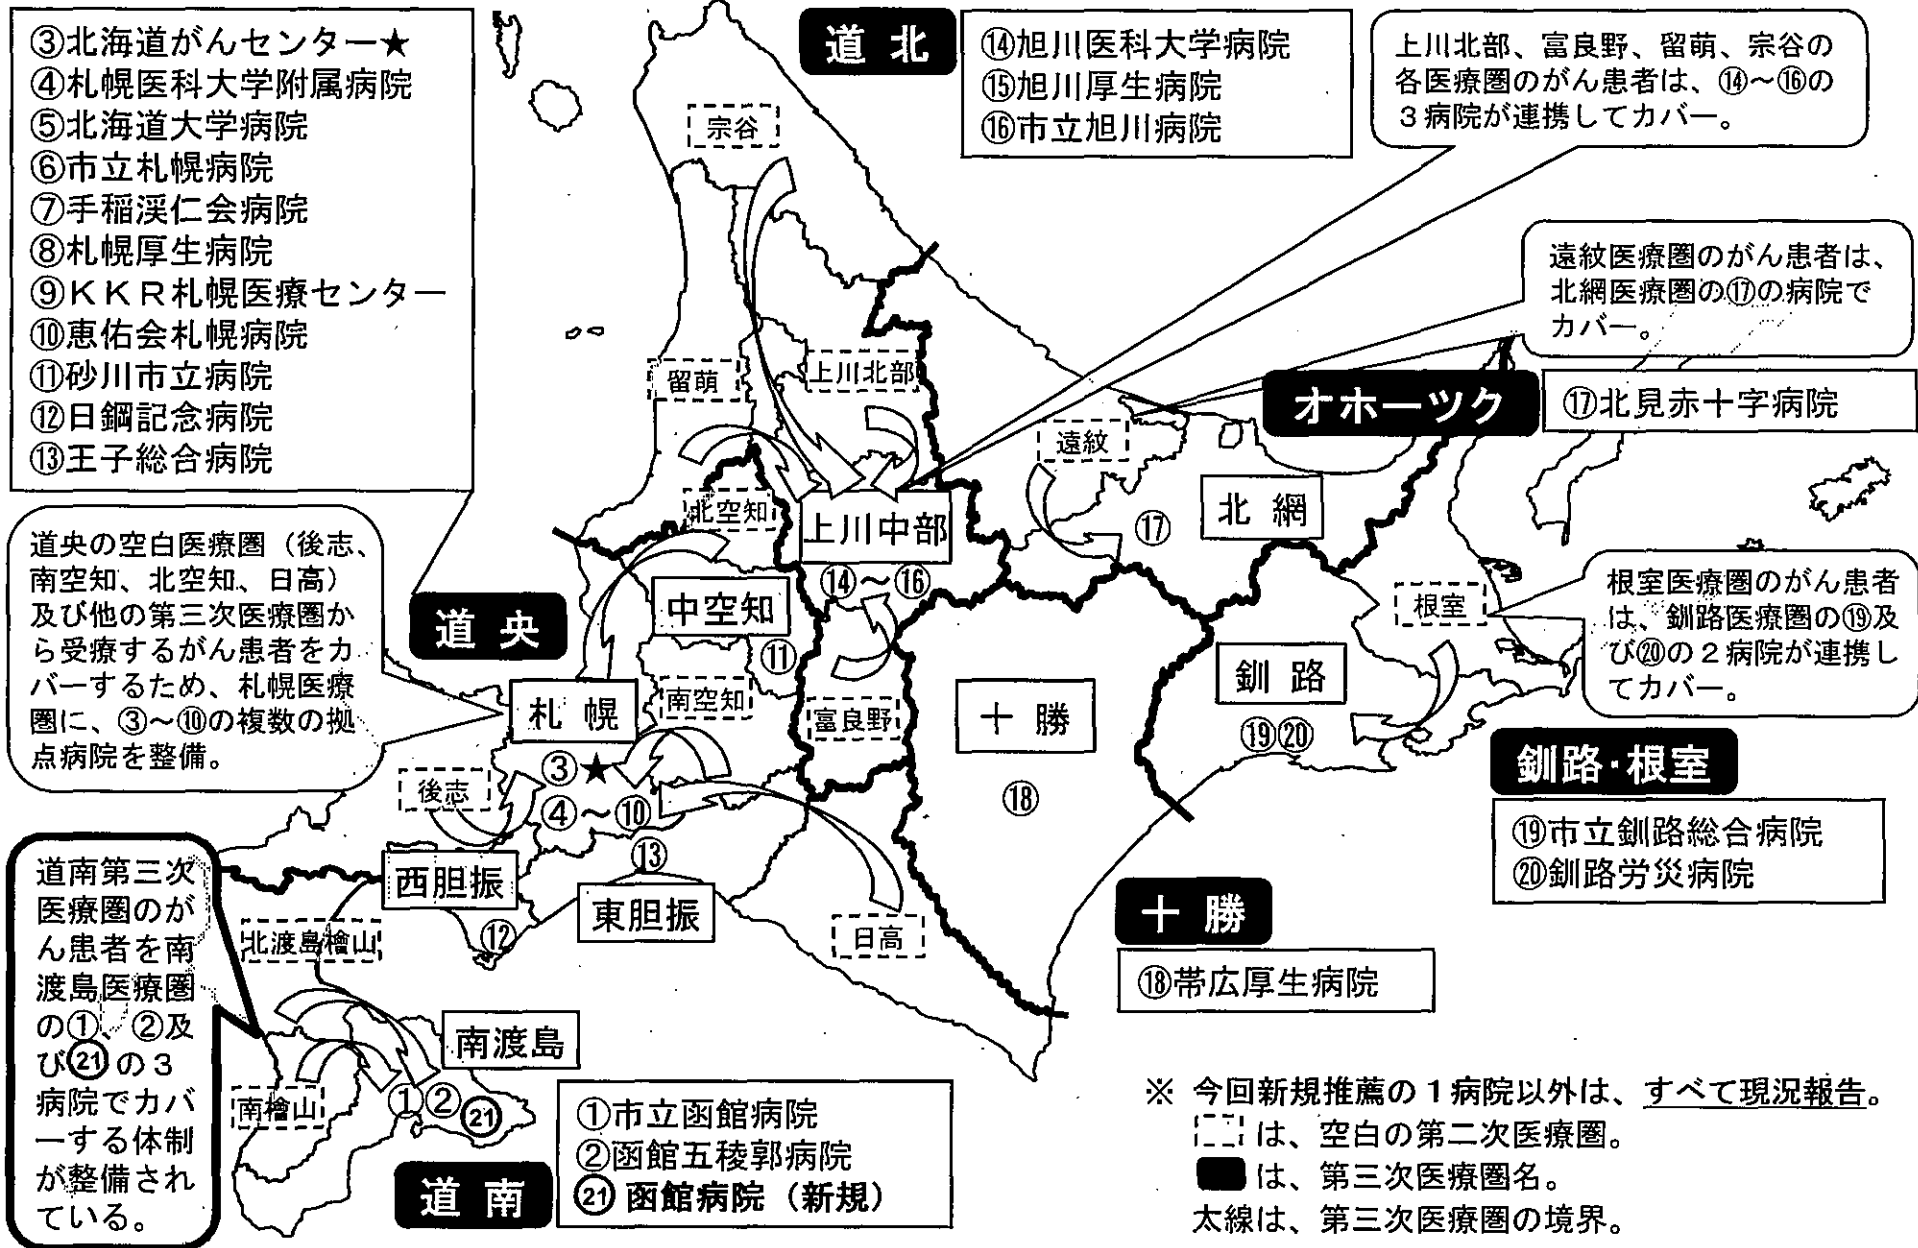 ③北海道がんセンター★
④札幌医科大学附属病院
⑤北海道大学病院
⑥市立札幌病院
⑦手稲渓仁会病院
⑧札幌厚生病院
⑨ＫＫＲ札幌医療センター
⑩恵佑会札幌病院
⑪砂川市立病院
⑫日鋼記念病院
⑬王子総合病院
道 北
⑭旭川医科大学病院
⑮旭川厚生病院
⑯市立旭川病院
上川北部、富良野、留萌、宗谷の
各医療圏のがん患者は、⑭～⑯の
３病院が連携してカバー。
宗谷
遠紋医療圏のがん患者は、
北網医療圏の⑰の病院で
カバー。
留萌
上川北部
オホーツク
⑰北見赤十字病院
遠紋
北空知
上川中部
⑭～⑯
北 網
⑰
道央の空白医療圏（後志、
南空知、北空知、日高）
及び他の第三次医療圏か
ら受療するがん患者をカ
バーするため、札幌医療
圏に、③～⑩の複数の拠
点病院を整備。
道 央
中空知
⑪
根室
根室医療圏のがん患者
は、釧路医療圏の⑲及
び⑳の２病院が連携し
てカバー。
札 幌
南空知
富良野
十 勝
⑱
釧 路
⑲⑳
③★
④～⑩
後志
釧路・根室
⑲市立釧路総合病院
⑳釧路労災病院
⑬
西胆振
東胆振
⑫
日高
十 勝
⑱帯広厚生病院
道南第三次
医療圏のが
ん患者を南
渡島医療圏
の①、②及
び㉑の３
病院でカバ
ーする体制
が整備され
ている。
北渡島檜山
南渡島
南檜山
①②㉑
道 南
①市立函館病院
②函館五稜郭病院
㉑ 函館病院（新規）
※ 今回新規推薦の１病院以外は、すべて現況報告。
は、空白の第二次医療圏。
は、第三次医療圏名。
太線は、第三次医療圏の境界。